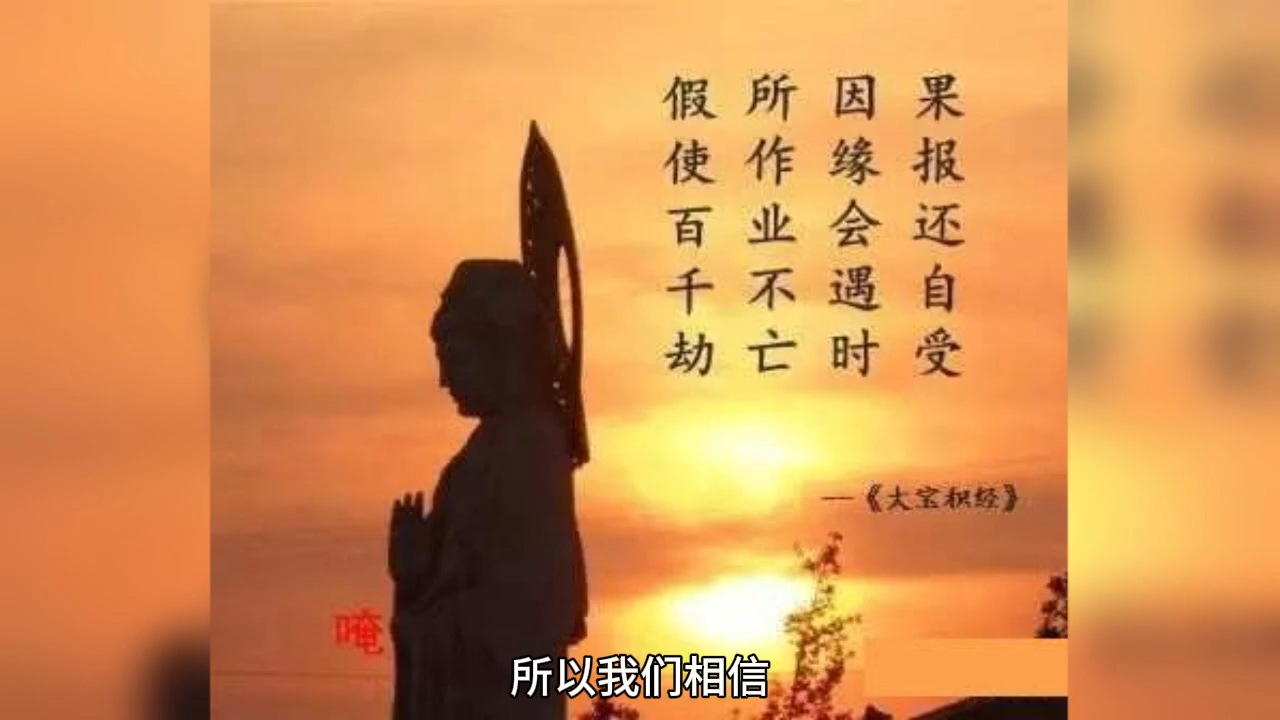 假使百千劫
所作业不亡
因缘会遇时
果报还自受
—《大宝积经》
唵
所以我们相信